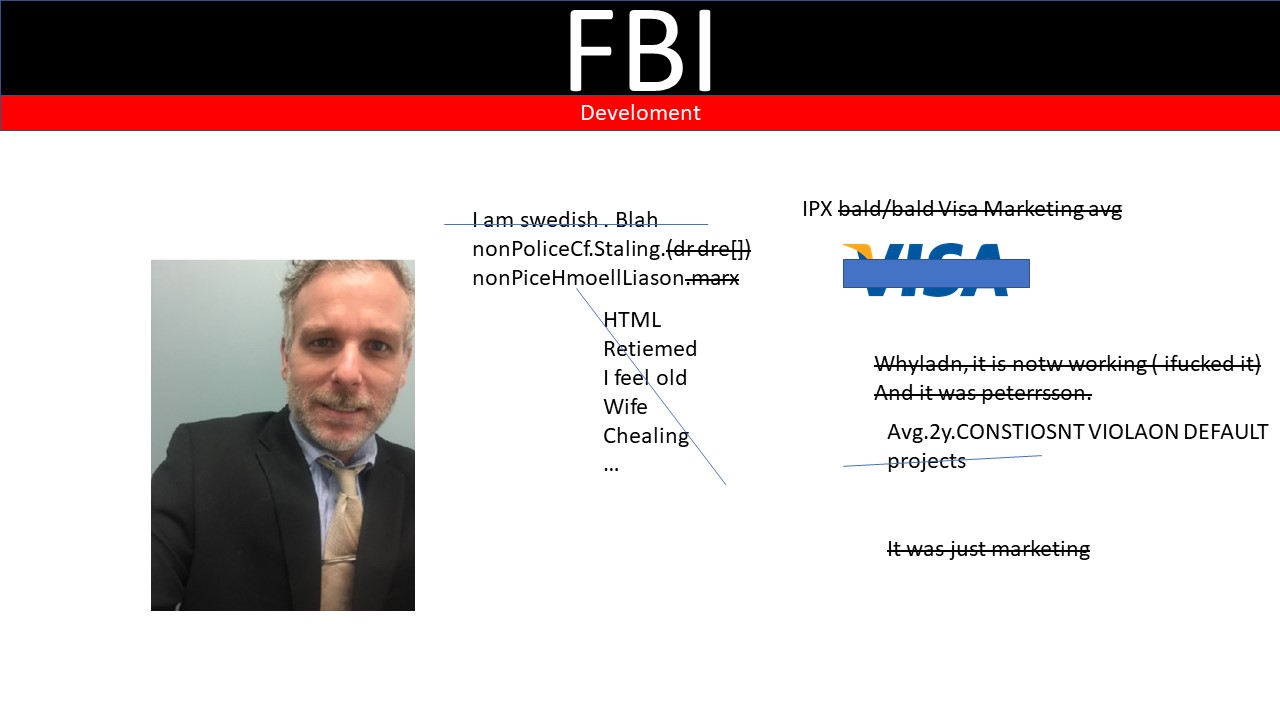 FBI
Develoment
I am swedish . Blah
nonPoliceCf.Staling.(dr dre[])
nonPiceHmoellLiason.marx
HTML
Retiemed
I feel old
Wife
Chealing
...
IPX bald/bald Visa Marketing avg
VISA
Whyladn, it is notw working ( ifucked it)
And it was peterrsson.
Avg.2y.CONSTIOSNT VIOLAON DEFAULT
projects
It was just marketing